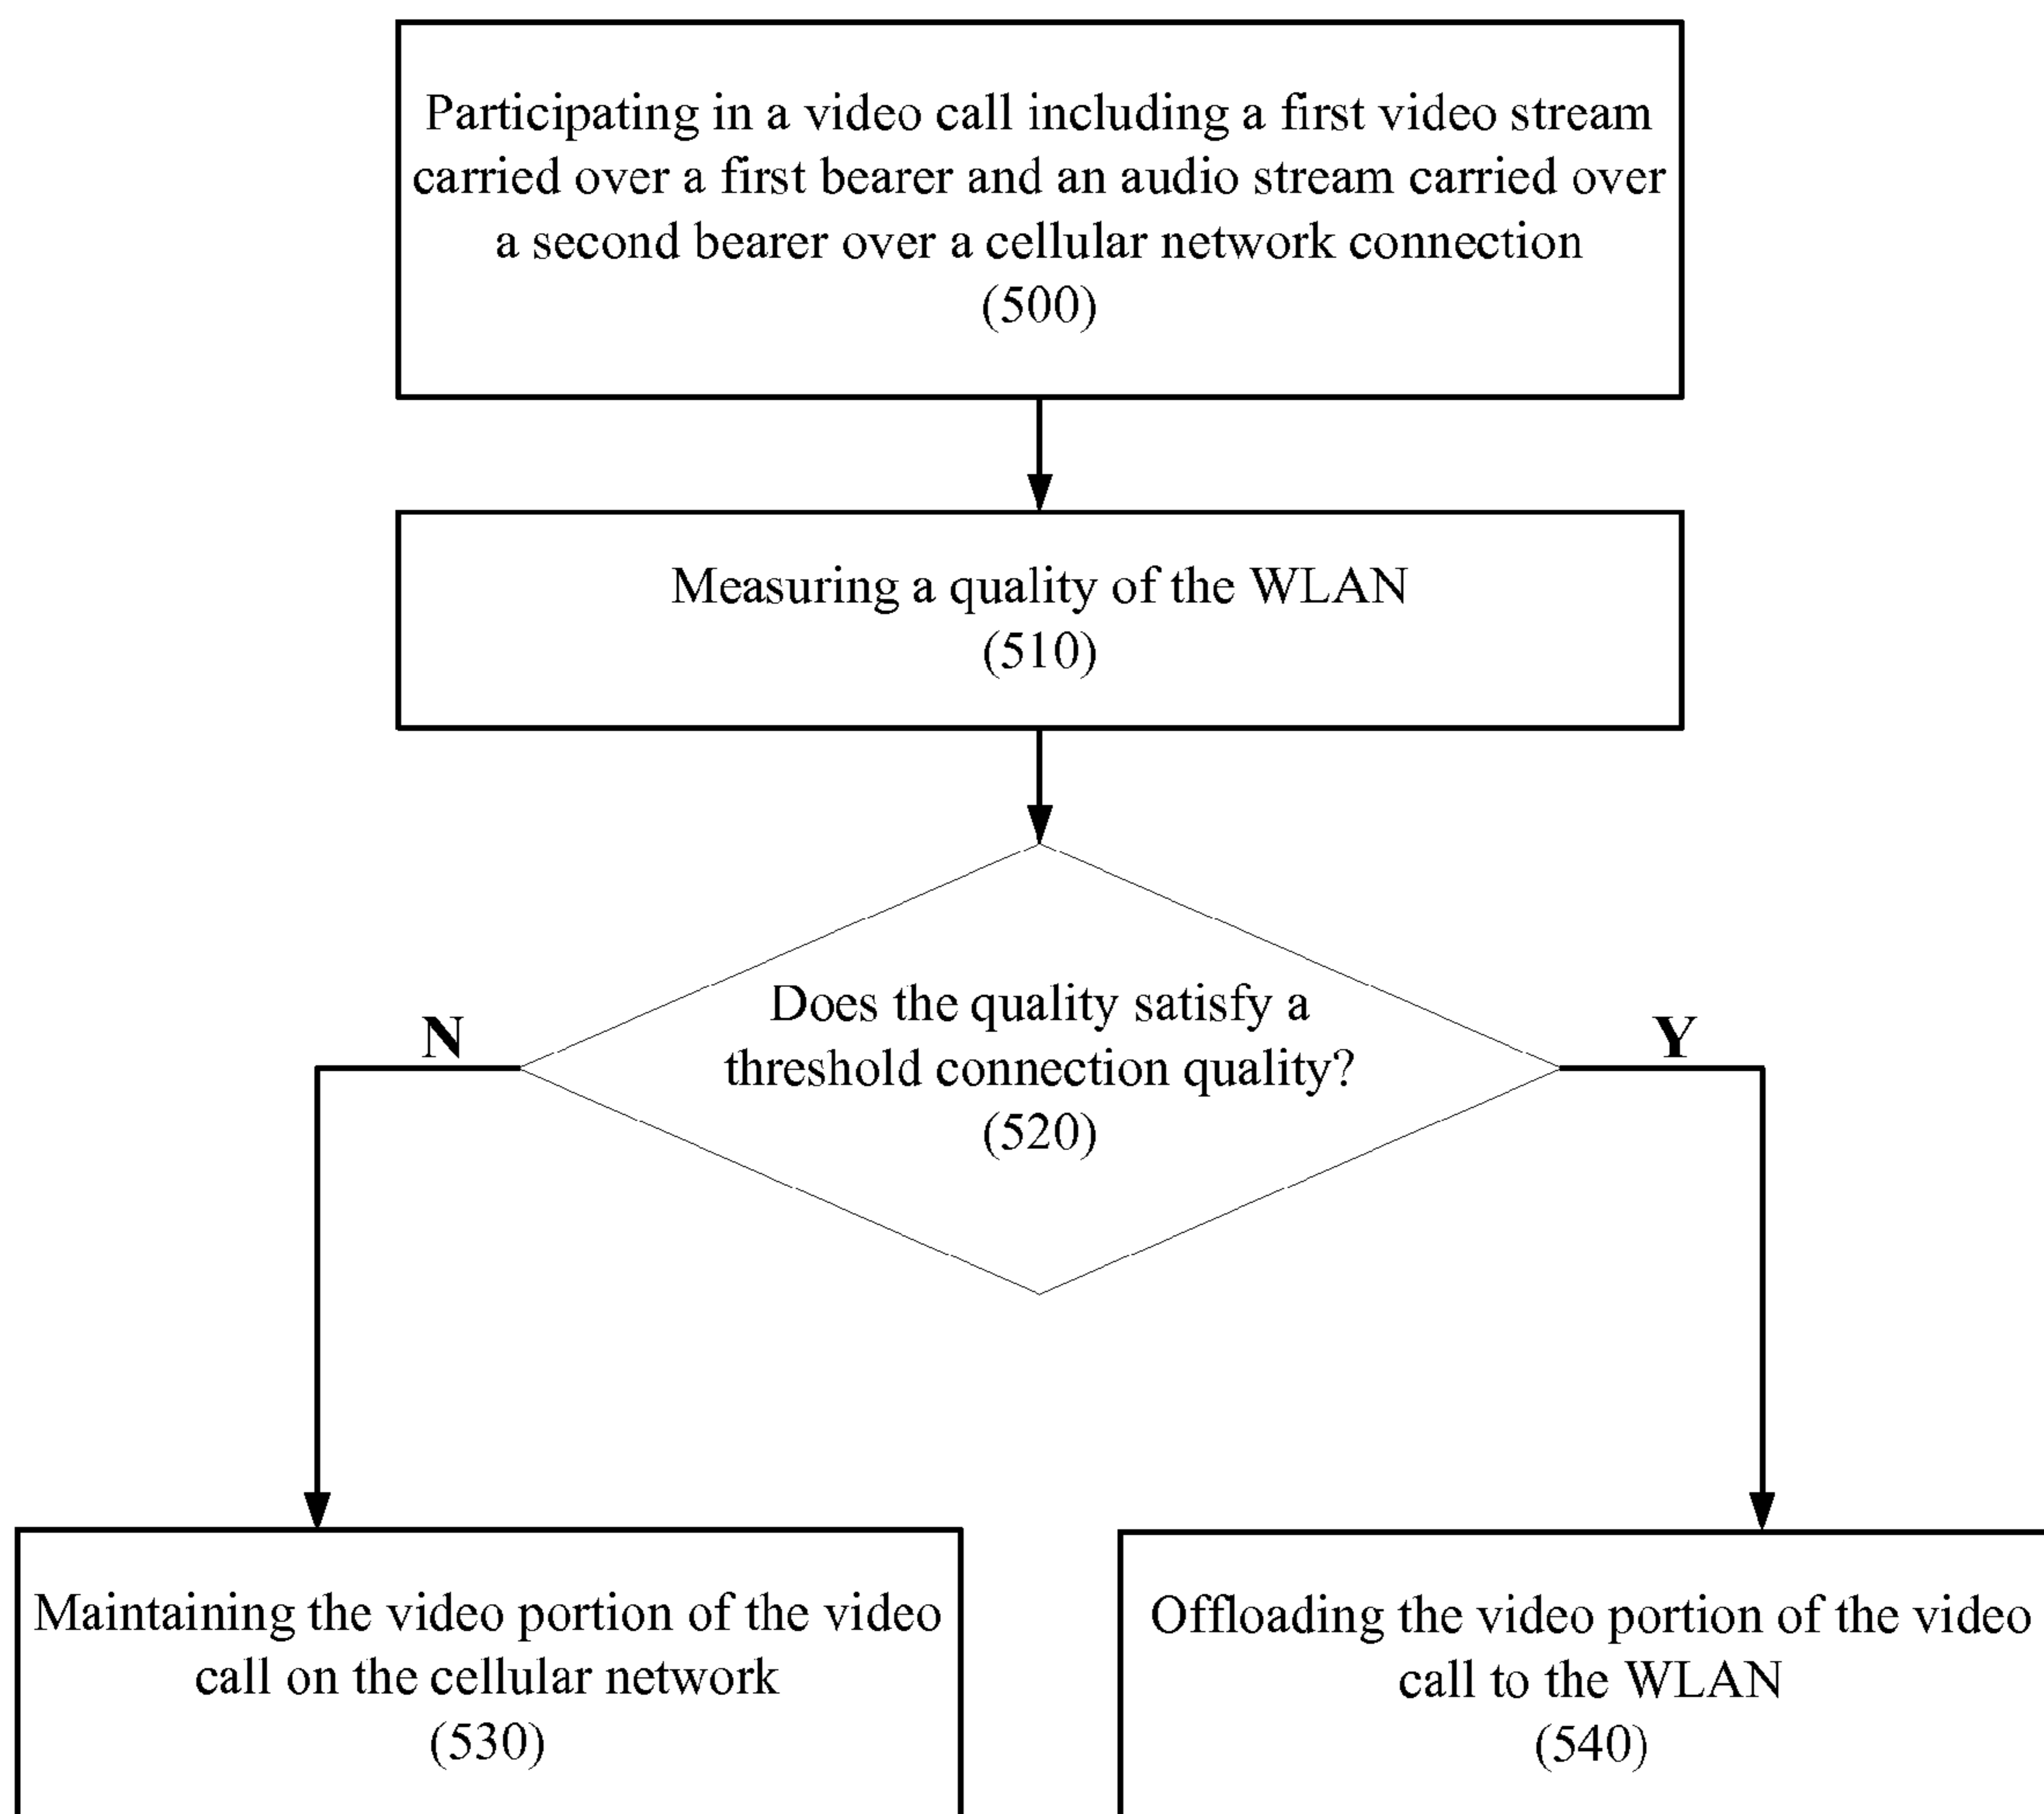 Participating in a video call including a first video stream
carried over a first bearer and an audio stream carried over
a second bearer over a cellular network connection
(500)
Measuring a quality of the WLAN
(510)
Does the quality satisfy a
threshold connection quality?
(520)
N
Y
Maintaining the video portion of the video
call on the cellular network
(530)
Offloading the video portion of the video
call to the WLAN
(540)